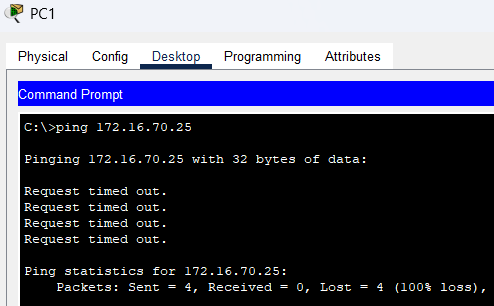 PC1
Physical Config Desktop Programming Attributes
Command Prompt
C:\>ping 172.16.70.25
Pinging 172.16.70.25 with 32 bytes of data:
Request timed out.
Request timed out.
Request timed out.
Request timed out.
Ping statistics for 172.16.70.25:
Packets: Sent = 4, Received = 0, Lost = 4 (100% loss),